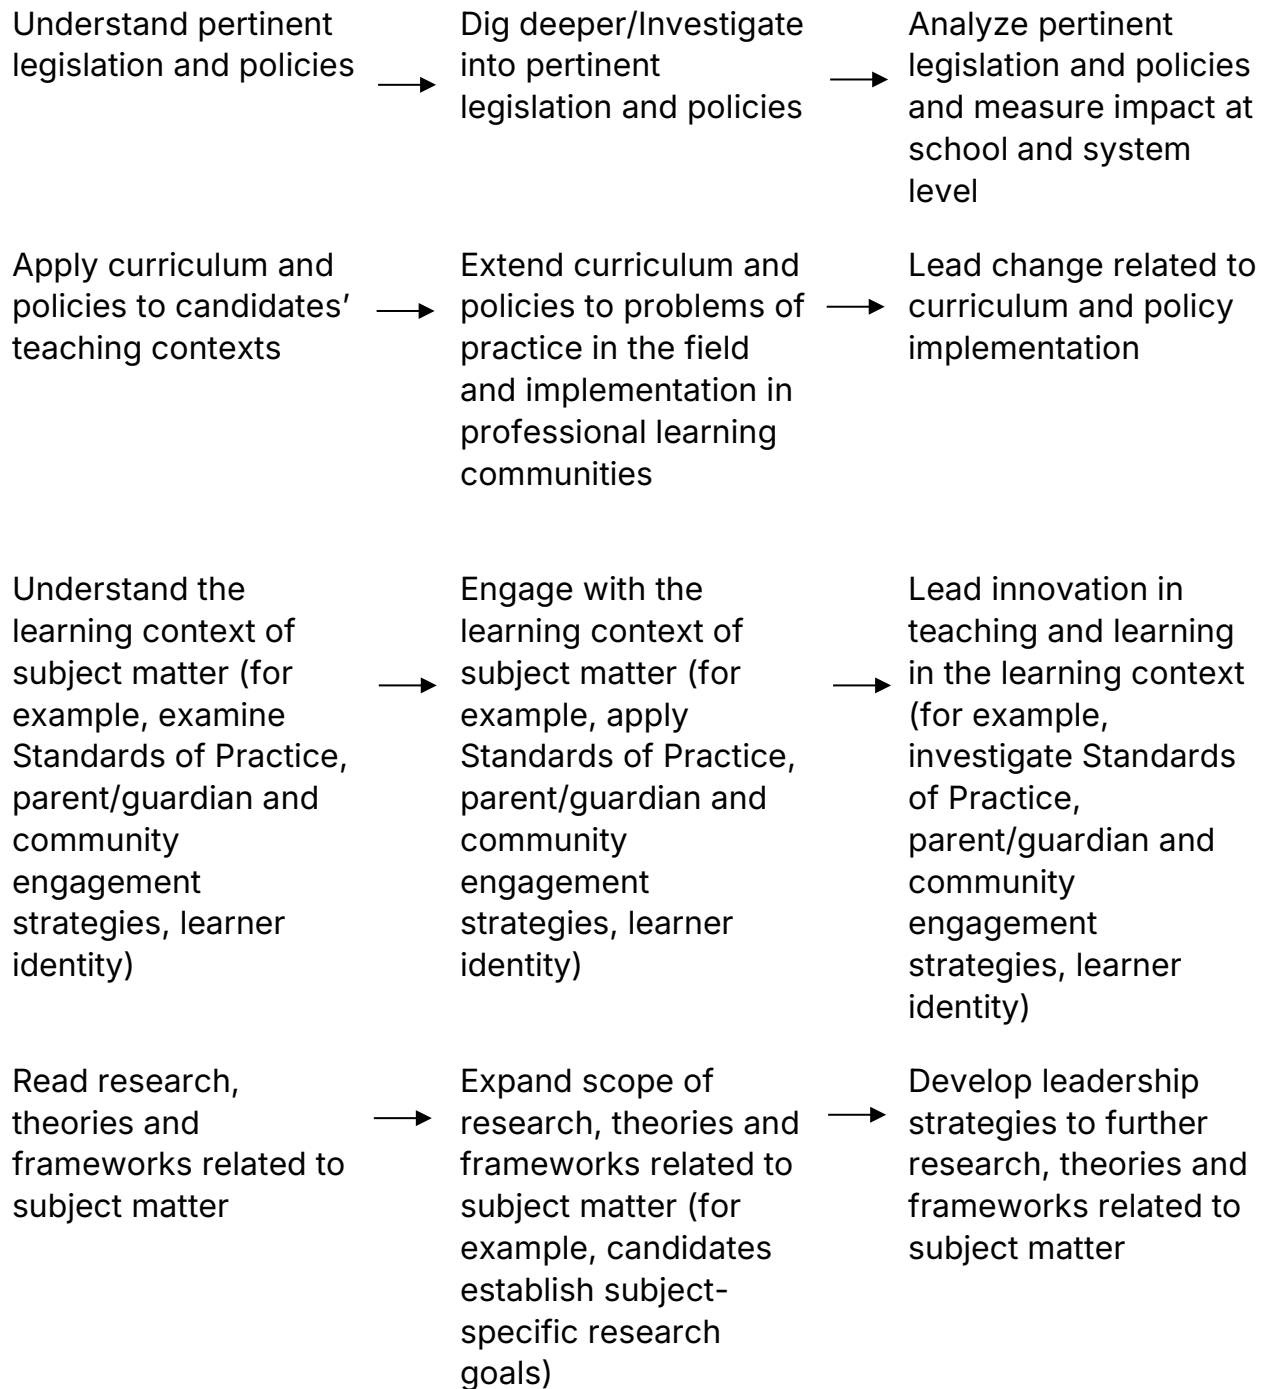 Understand pertinent
legislation and policies
Dig deeper/Investigate
into pertinent
legislation and policies
Analyze pertinent
legislation and policies
and measure impact at
school and system
level
Apply curriculum and
policies to candidates’
teaching contexts
Extend curriculum and
policies to problems of
practice in the field
and implementation in
professional learning
communities
Lead change related to
curriculum and policy
implementation
Understand the
learning context of
subject matter (for
example, examine
Standards of Practice,
parent/guardian and
community
engagement
strategies, learner
identity)
Engage with the
learning context of
subject matter (for
example, apply
Standards of Practice,
parent/guardian and
community
engagement
strategies, learner
identity)
Lead innovation in
teaching and learning
in the learning context
(for example,
investigate Standards
of Practice,
parent/guardian and
community
engagement
strategies, learner
identity)
Read research,
theories and
frameworks related to
subject matter
Expand scope of
research, theories and
frameworks related to
subject matter (for
example, candidates
establish subject-
specific research
goals)
Develop leadership
strategies to further
research, theories and
frameworks related to
subject matter